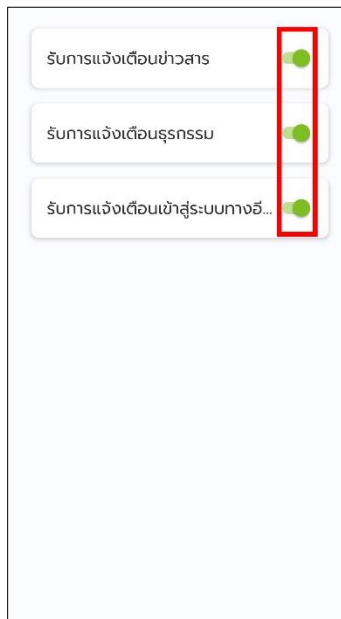 รับการแจ้งเตือนข่าวสาร
รับการแจ้งเตือนธุรกรรม
รับการแจ้งเตือนเข้าสู่ระบบทางอี...